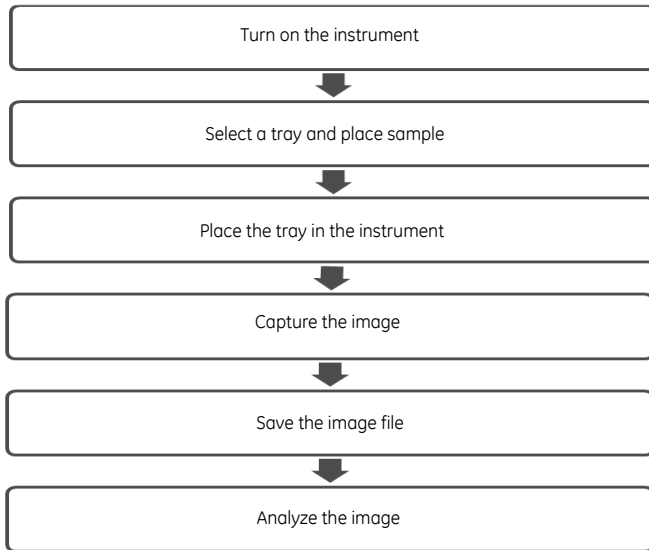 Turn on the instrument
Select a tray and place sample
Place the tray in the instrument
Capture the image
Save the image file
Analyze the image